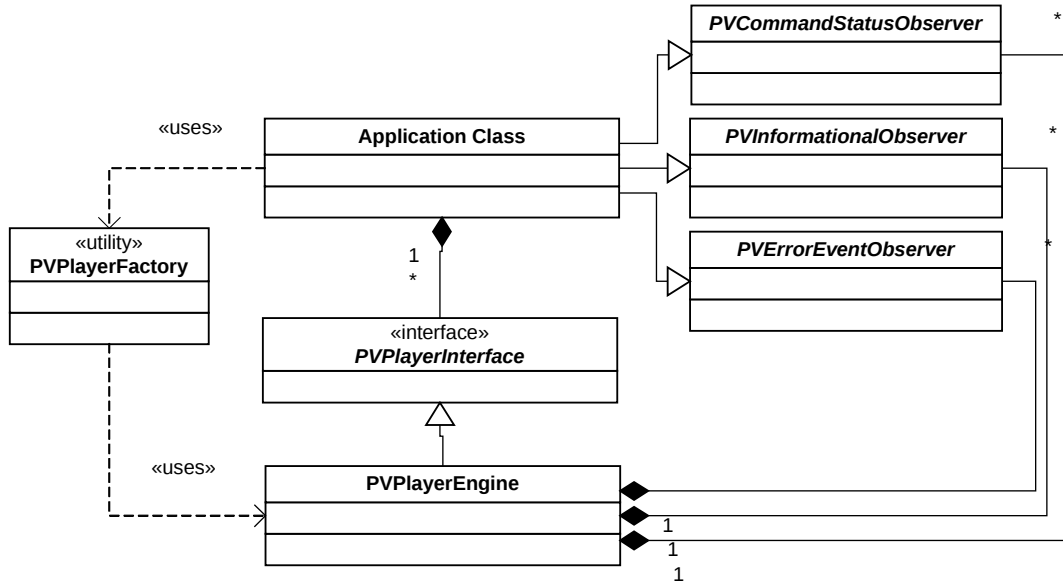 *
PVCommandStatusObserver
«uses»
Application Class
PVInformationalObserver
*
«utility»
PVPlayerFactory
1
*
PVErrorEventObserver
*
«interface»
PVPlayerInterface
«uses»
PVPlayerEngine
1
1
1